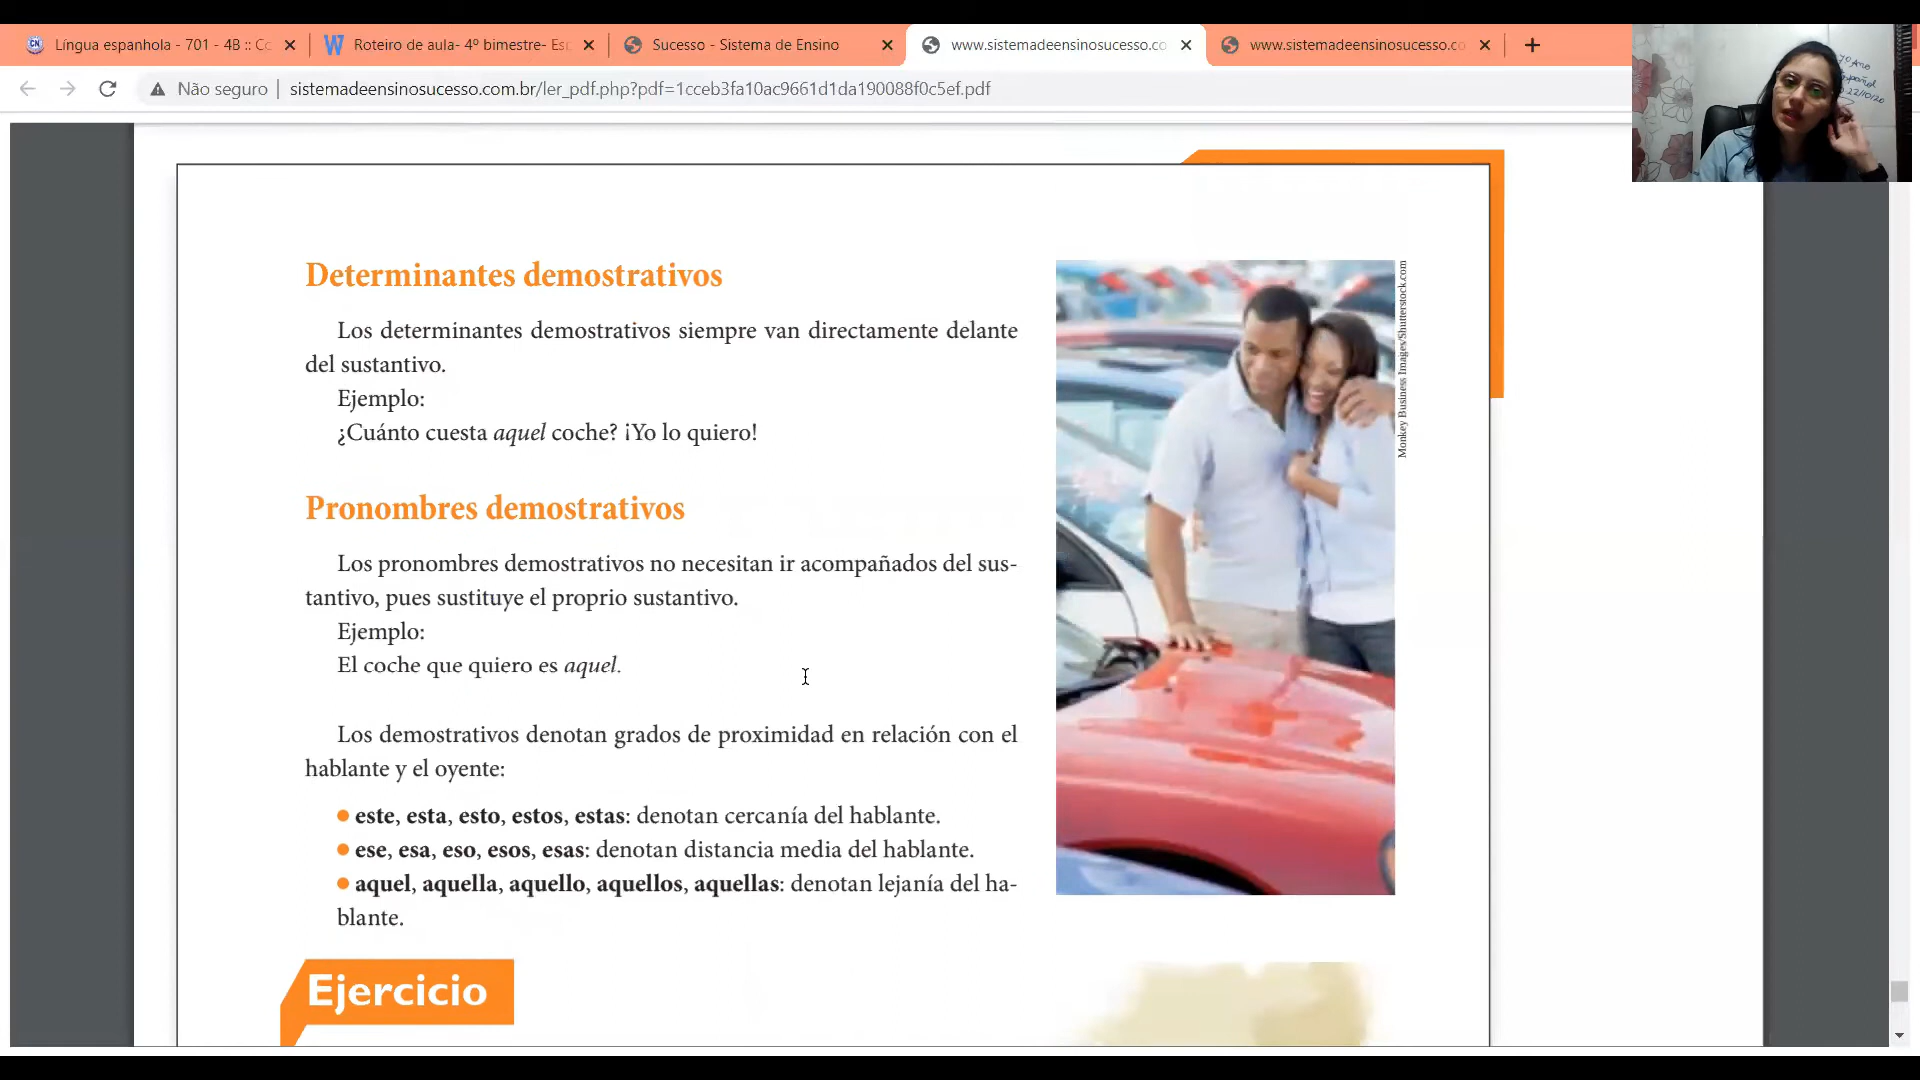 Língua espanhola - 701 - 4B :: Cc
Roteiro de aula- 4º bimestre- Es
Sucesso - Sistema de Ensino
www.sistemadeensinosucesso.co
www.sistemadeensinosucesso.co
Não seguro
sistemadeensinosucesso.com.br/ler_pdf.php?pdf=1cceb3fa10ac9661d1da190088f0c5ef.pdf
7º Ano
Español
22/10/20
Determinantes demostrativos
Los determinantes demostrativos siempre van directamente delante
del sustantivo.
Ejemplo:
¿Cuánto cuesta aquel coche? ¡Yo lo quiero!
Pronombres demostrativos
Los pronombres demostrativos no necesitan ir acompañados del sus-
tantivo, pues sustituye el proprio sustantivo.
Ejemplo:
El coche que quiero es aquel.
Los demostrativos denotan grados de proximidad en relación con el
hablante y el oyente:
este, esta, esto, estos, estas: denotan cercanía del hablante.
ese, esa, eso, esos, esas: denotan distancia media del hablante.
aquel, aquella, aquello, aquellos, aquellas: denotan lejanía del ha-
blante.
Monkey Business Images/Shutterstock.com
Ejercicio